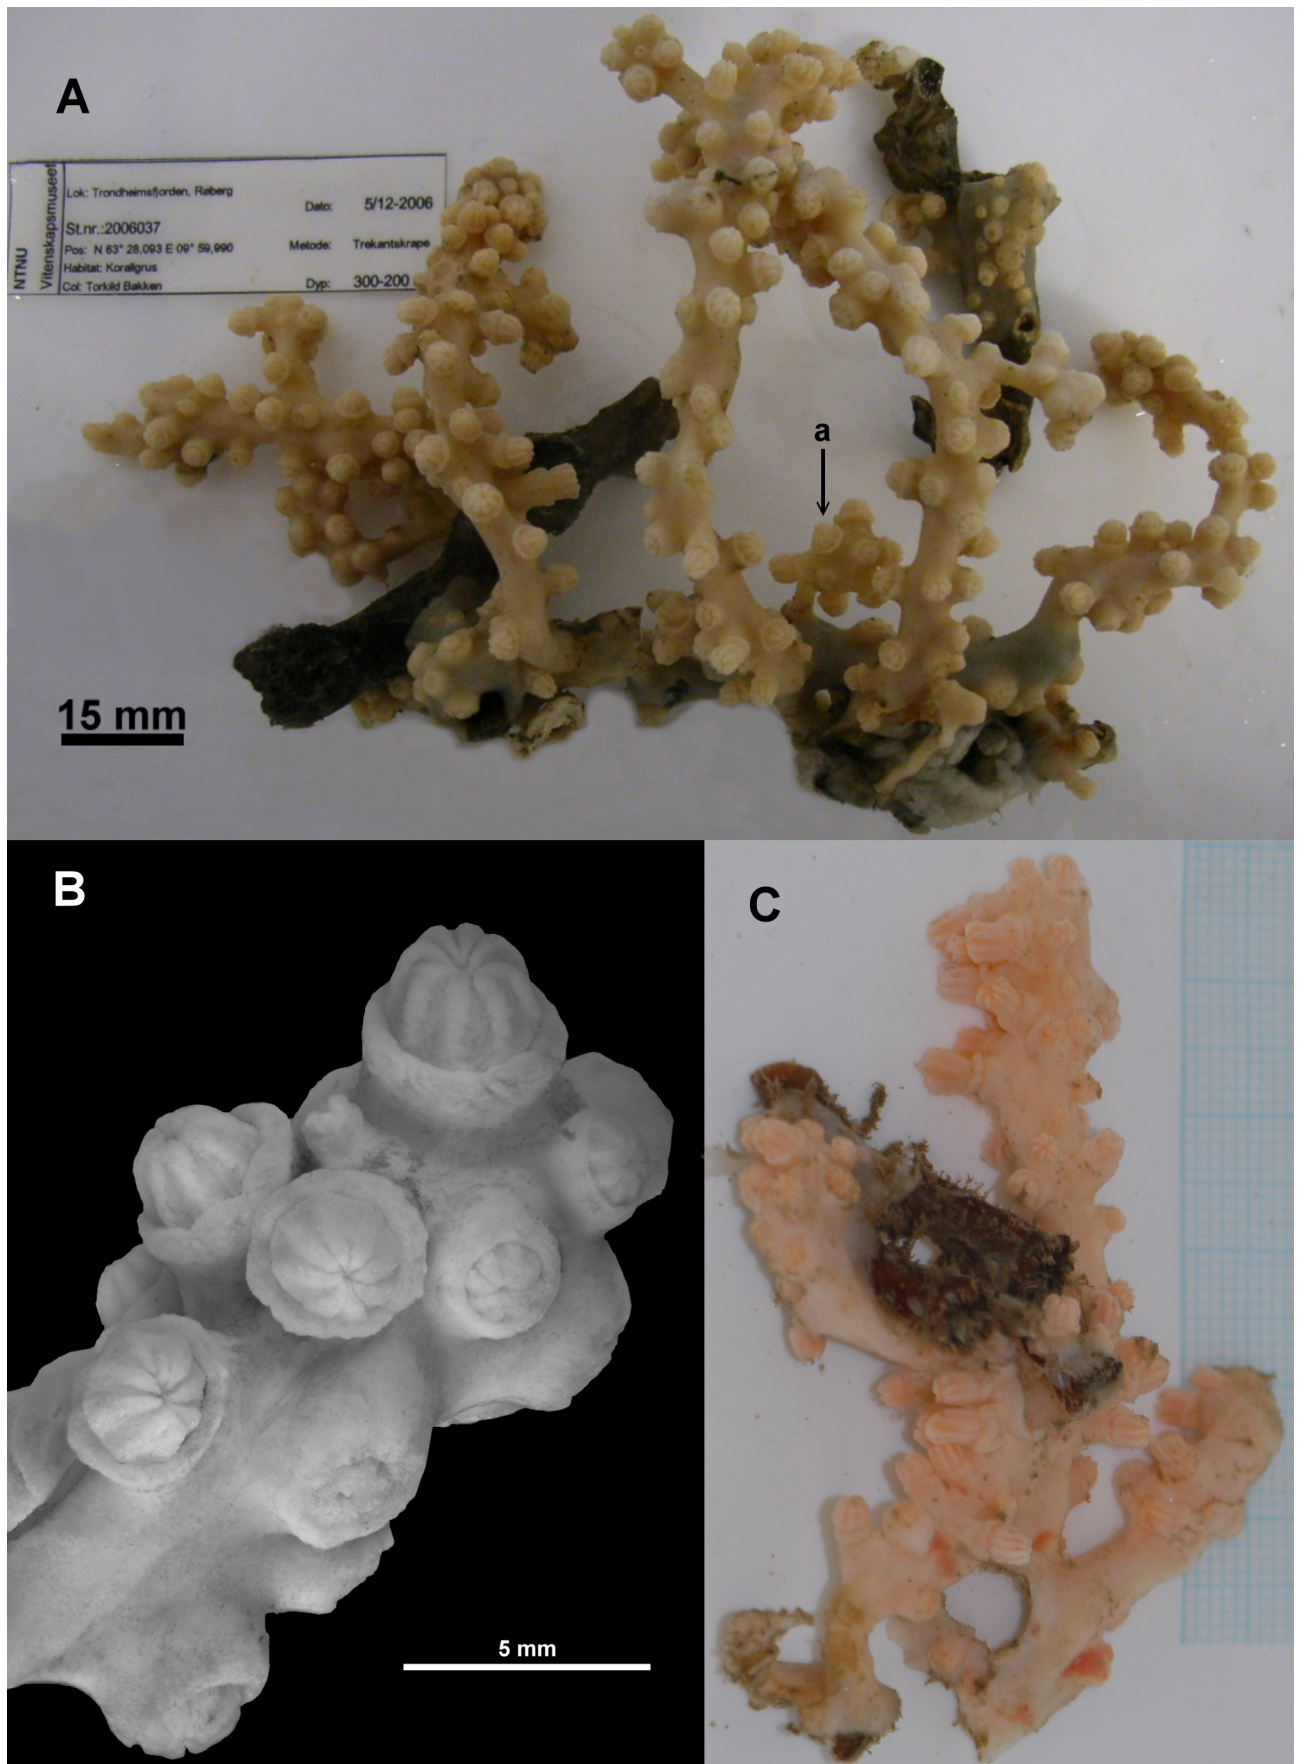 A
NTNU
Vitenskapsmuseet
Lok: Trondheimsfjorden, Røberg
Dato: 5/12-2006
St.nr.:2006037
Pos: N 63° 28,093 E 09° 59,990
Metode: Trekantskrape
Habitat: Korallgrus
Col: Torkild Bakken
Dyp: 300-200
a
15 mm
B
C
5 mm